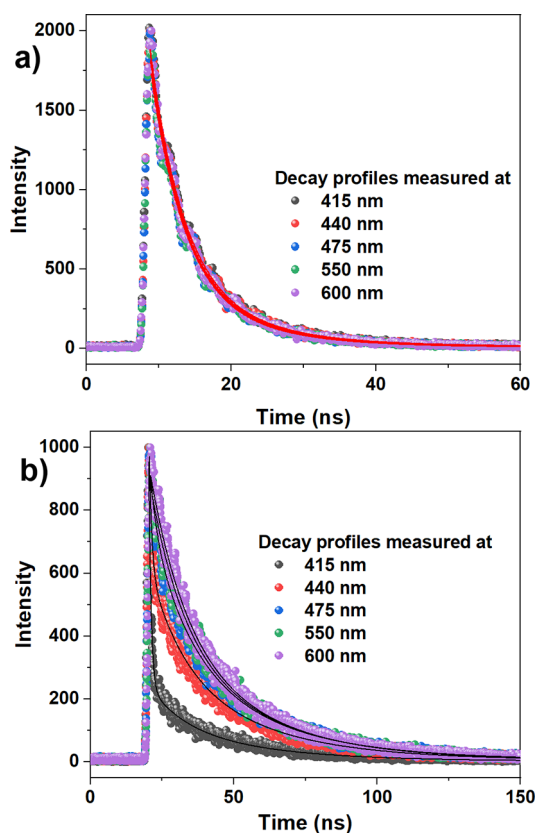 a)
2000
1500
1000
500
0
Intensity
Decay profiles measured at
415 nm
440 nm
475 nm
550 nm
600 nm
0 20 40 60
Time (ns)
b)
1000
800
600
400
200
0
Intensity
Decay profiles measured at
415 nm
440 nm
475 nm
550 nm
600 nm
0 50 100 150
Time (ns)